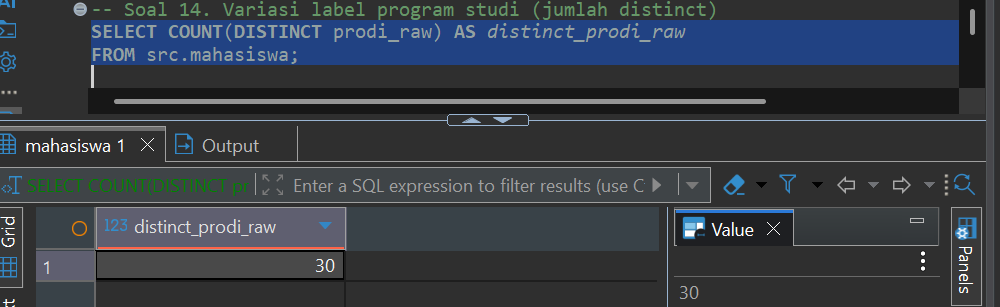 -- Soal 14. Variasi label program studi (jumlah distinct)
SELECT COUNT(DISTINCT prodi_raw) AS distinct_prodi_raw
FROM src.mahasiswa;
mahasiswa 1
Output
SELECT COUNT(DISTINCT pr
Enter a SQL expression to filter results (use C
Grid
123 distinct_prodi_raw
Value
Panels
1
30
30